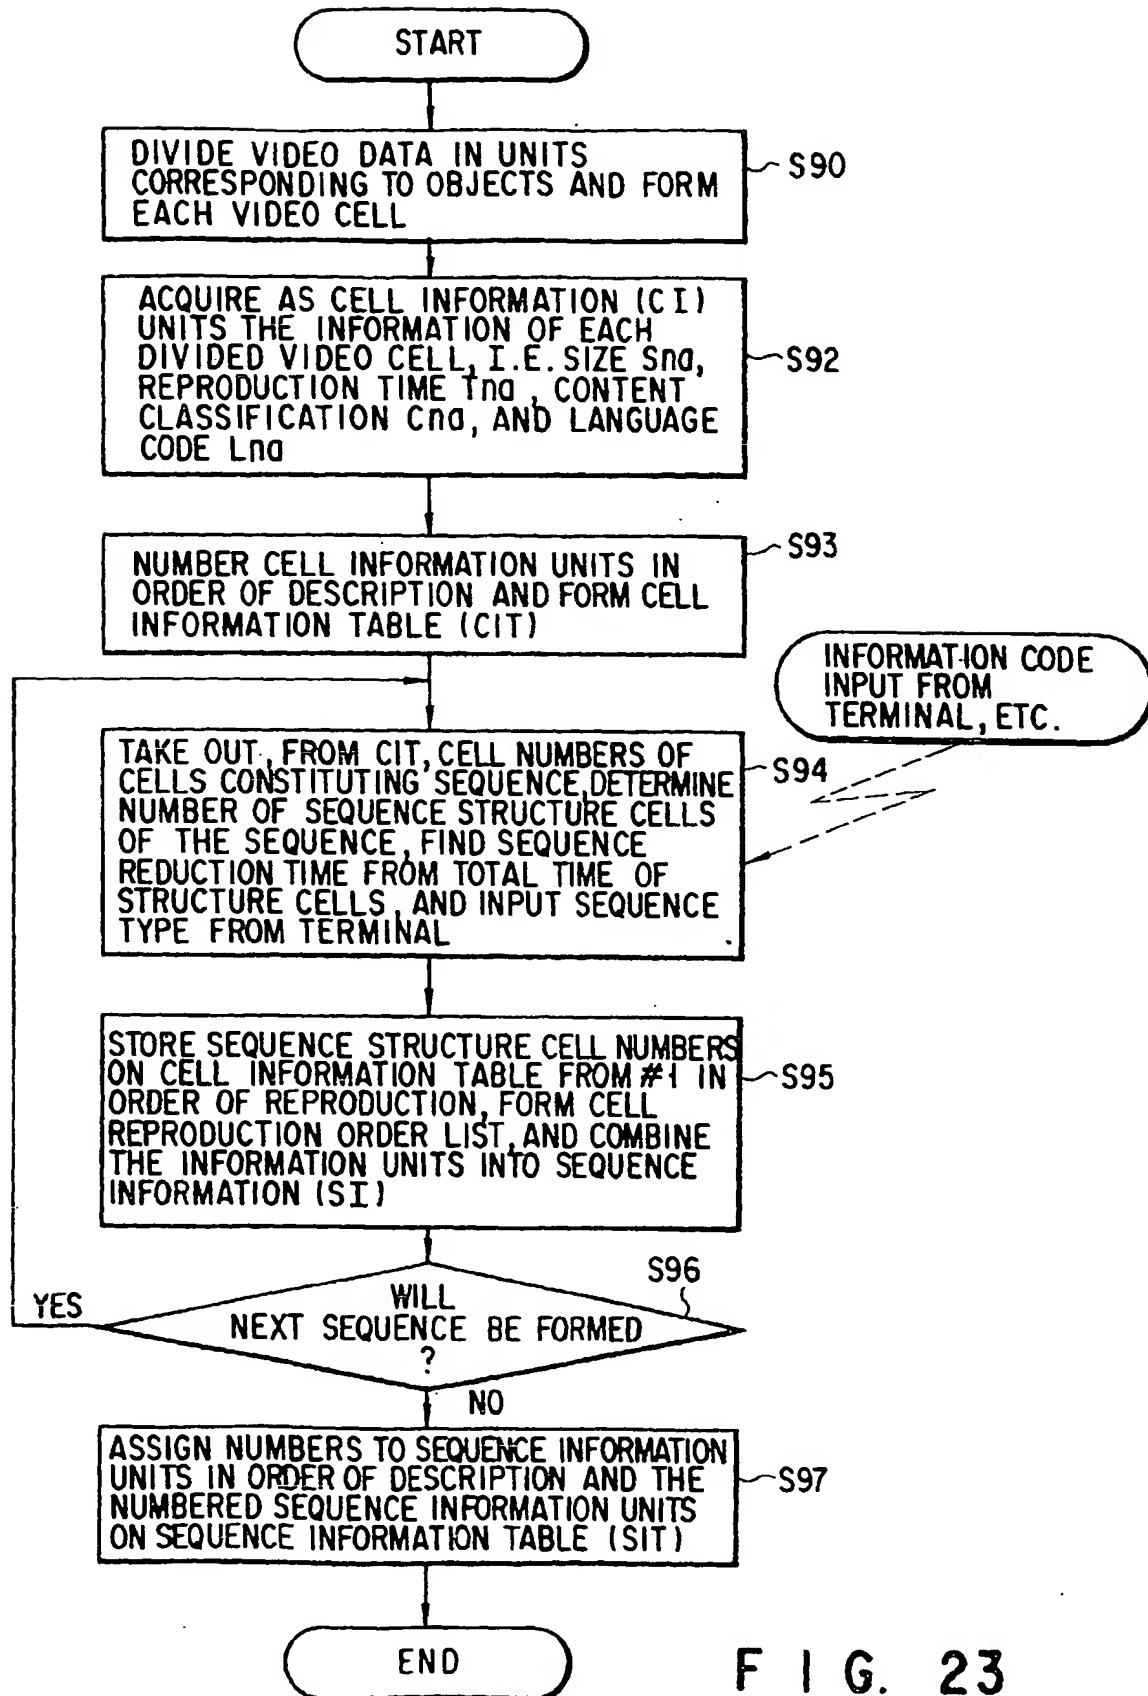 START
DIVIDE VIDEO DATA IN UNITS
CORRESPONDING TO OBJECTS AND FORM
EACH VIDEO CELL
S90
ACQUIRE AS CELL INFORMATION (CI)
UNITS THE INFORMATION OF EACH
DIVIDED VIDEO CELL, I.E. SIZE Sna,
REPRODUCTION TIME Tna, CONTENT
CLASSIFICATION Cna, AND LANGUAGE
CODE Lna
S92
NUMBER CELL INFORMATION UNITS IN
ORDER OF DESCRIPTION AND FORM CELL
INFORMATION TABLE (CIT)
S93
INFORMATION CODE
INPUT FROM
TERMINAL, ETC.
TAKE OUT, FROM CIT, CELL NUMBERS OF
CELLS CONSTITUTING SEQUENCE, DETERMINE
NUMBER OF SEQUENCE STRUCTURE CELLS
OF THE SEQUENCE, FIND SEQUENCE
REDUCTION TIME FROM TOTAL TIME OF
STRUCTURE CELLS, AND INPUT SEQUENCE
TYPE FROM TERMINAL
S94
STORE SEQUENCE STRUCTURE CELL NUMBERS
ON CELL INFORMATION TABLE FROM #1 IN
ORDER OF REPRODUCTION, FORM CELL
REPRODUCTION ORDER LIST, AND COMBINE
THE INFORMATION UNITS INTO SEQUENCE
INFORMATION (SI)
S95
S96
WILL
NEXT SEQUENCE BE FORMED
?
YES
NO
ASSIGN NUMBERS TO SEQUENCE INFORMATION
UNITS IN ORDER OF DESCRIPTION AND THE
NUMBERED SEQUENCE INFORMATION UNITS
ON SEQUENCE INFORMATION TABLE (SIT)
S97
END
FIG. 23